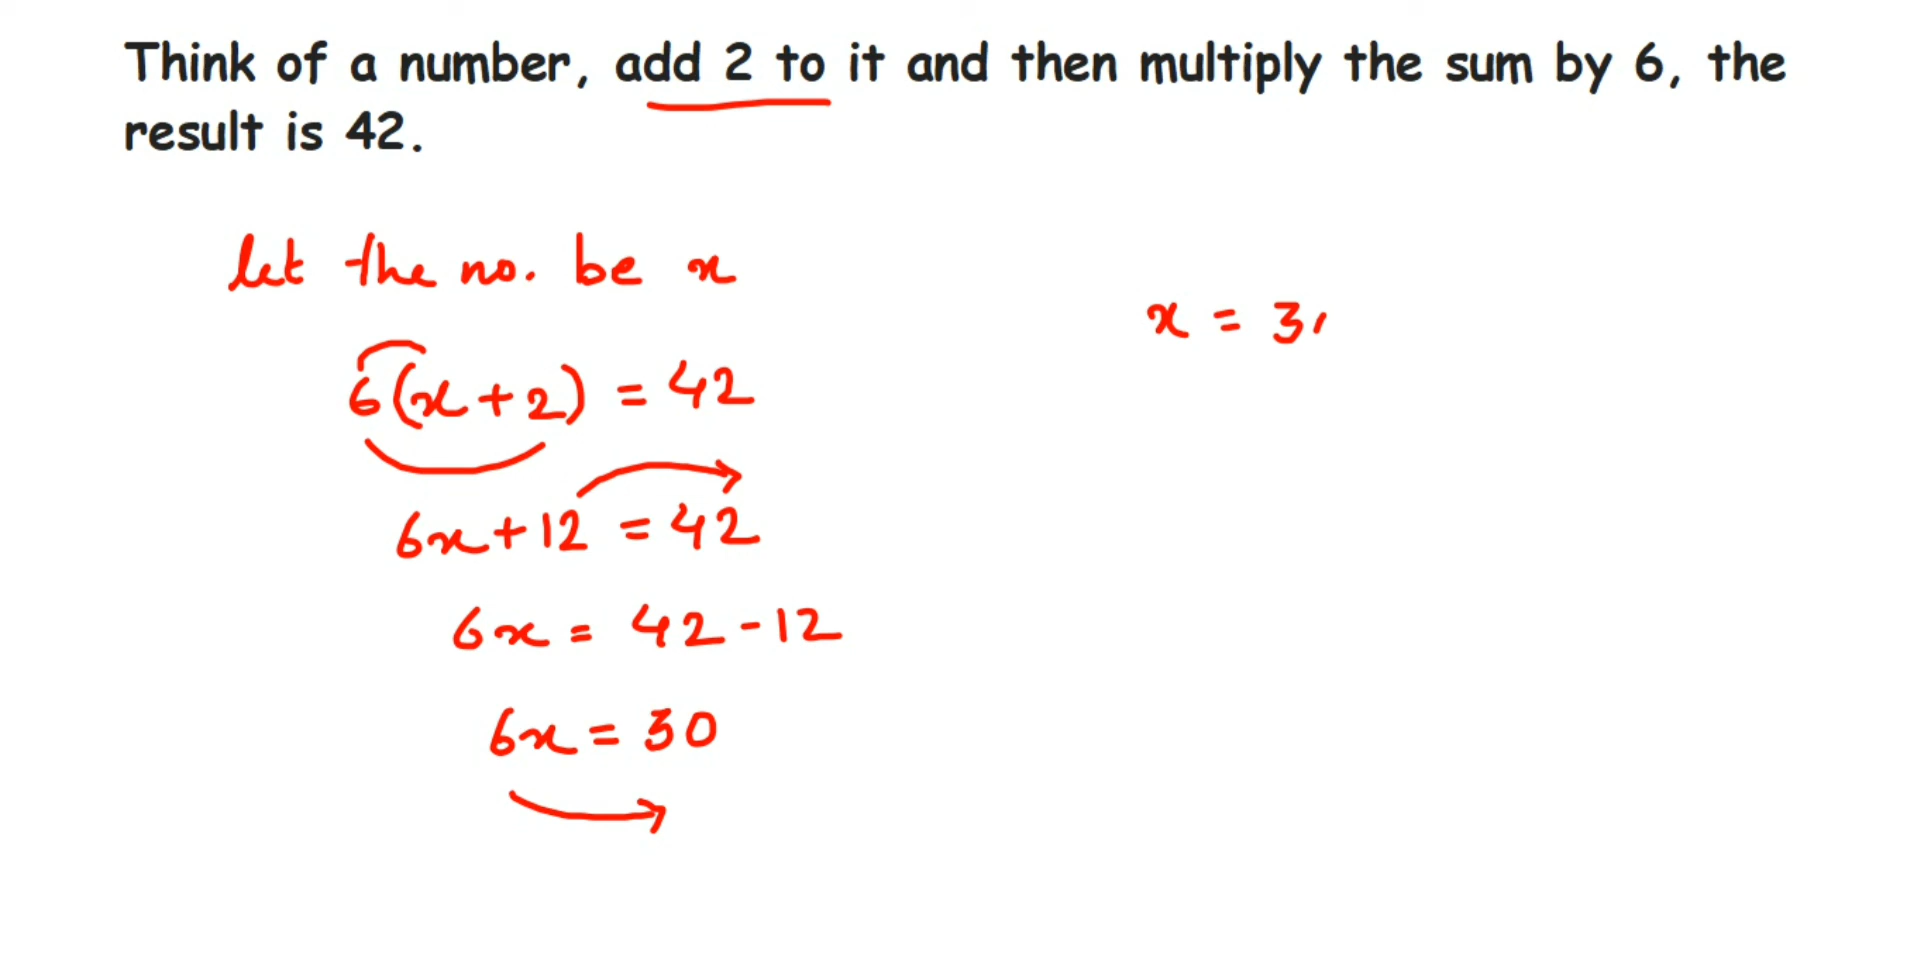 Think of a number, add 2 to it and then multiply the sum by 6, the
result is 42.
let the no. be x
6(x+2) = 42
6x+12 = 42
6x = 42-12
6x = 30
x = 3